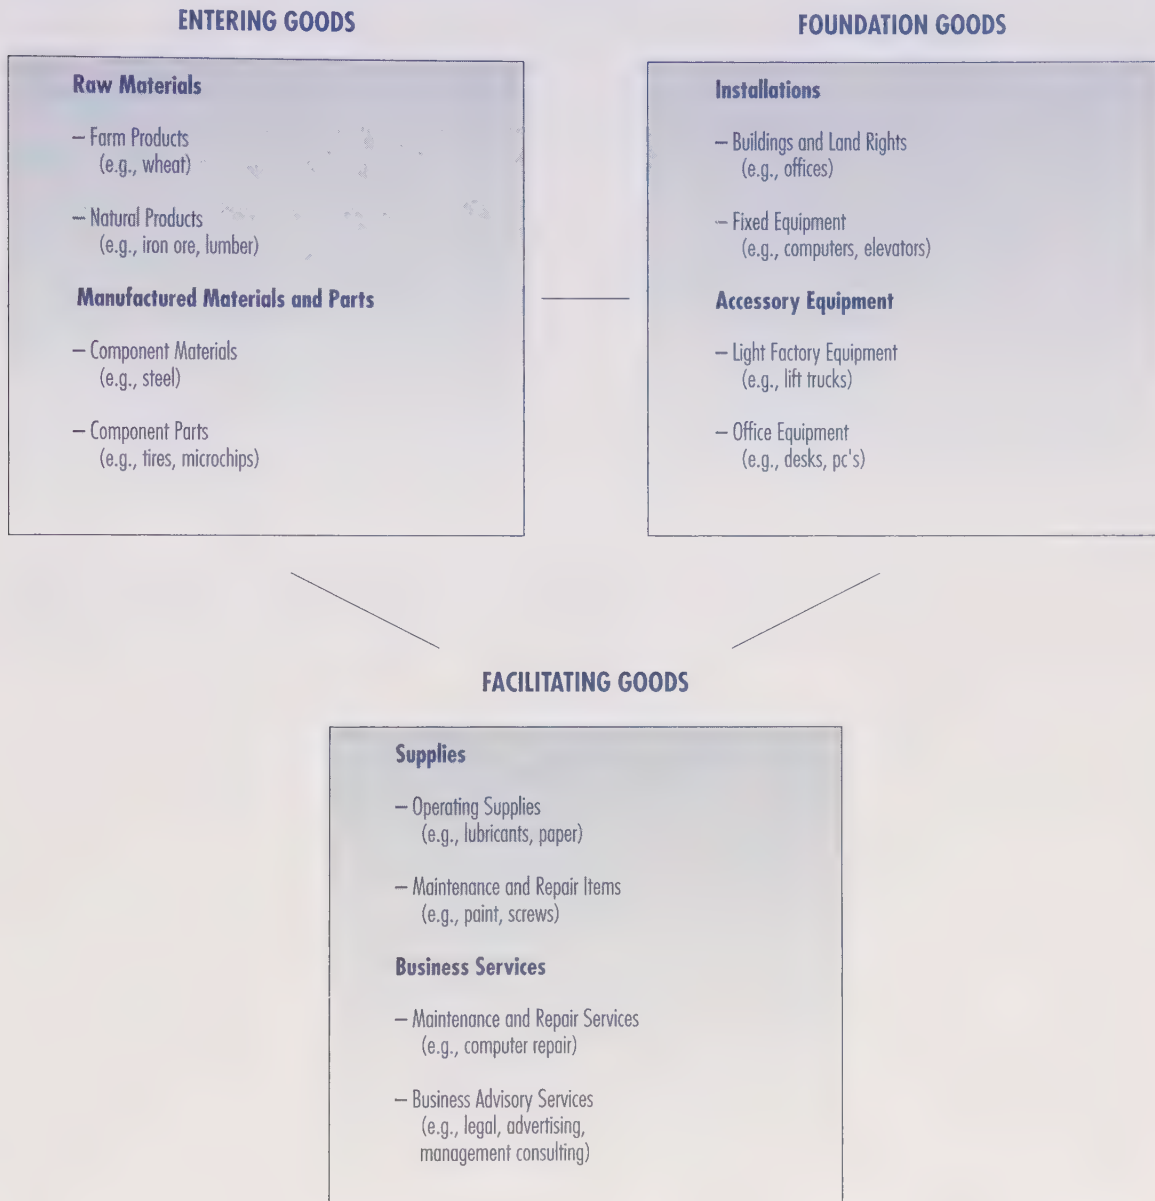 ENTERING GOODS
Raw Materials
– Farm Products
(e.g., wheat)
– Natural Products
(e.g., iron ore, lumber)
Manufactured Materials and Parts
– Component Materials
(e.g., steel)
– Component Parts
(e.g., tires, microchips)
FOUNDATION GOODS
Installations
– Buildings and Land Rights
(e.g., offices)
– Fixed Equipment
(e.g., computers, elevators)
Accessory Equipment
– Light Factory Equipment
(e.g., lift trucks)
– Office Equipment
(e.g., desks, pc's)
FACILITATING GOODS
Supplies
– Operating Supplies
(e.g., lubricants, paper)
– Maintenance and Repair Items
(e.g., paint, screws)
Business Services
– Maintenance and Repair Services
(e.g., computer repair)
– Business Advisory Services
(e.g., legal, advertising,
management consulting)